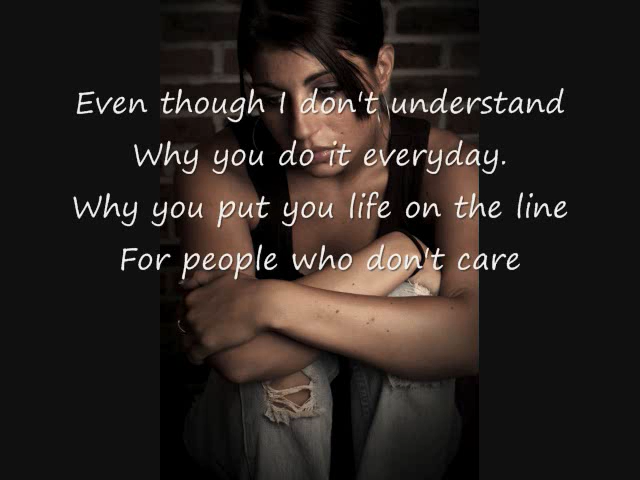 Even though I don't understand
Why you do it everyday.
Why you put you life on the line
For people who don't care